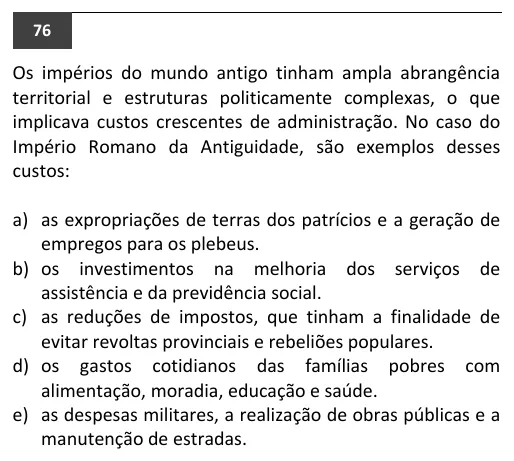 76
Os impérios do mundo antigo tinham ampla abrangência
territorial e estruturas politicamente complexas, o que
implicava custos crescentes de administração. No caso do
Império Romano da Antiguidade, são exemplos desses
custos:
a) as expropriações de terras dos patrícios e a geração de
empregos para os plebeus.
b) os investimentos na melhoria dos serviços de
assistência e da previdência social.
c) as reduções de impostos, que tinham a finalidade de
evitar revoltas provinciais e rebeliões populares.
d) os gastos cotidianos das famílias pobres com
alimentação, moradia, educação e saúde.
e) as despesas militares, a realização de obras públicas e a
manutenção de estradas.